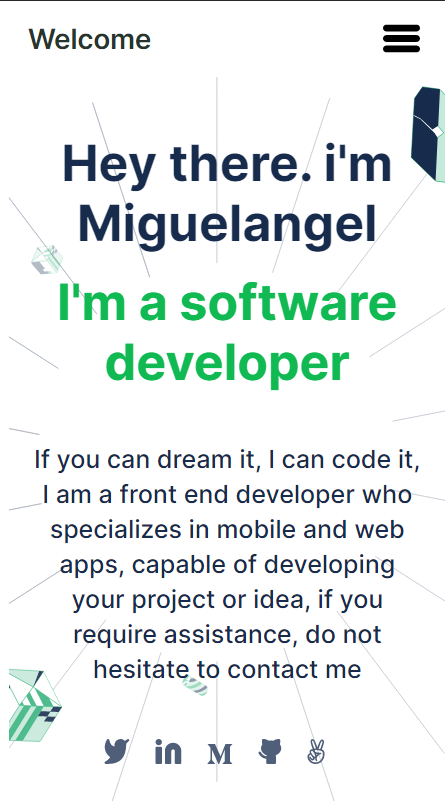 Welcome
Hey there. i'm
Miguelangel
I'm a software
developer
If you can dream it, I can code it,
I am a front end developer who
specializes in mobile and web
apps, capable of developing
your project or idea, if you
require assistance, do not
hesitate to contact me